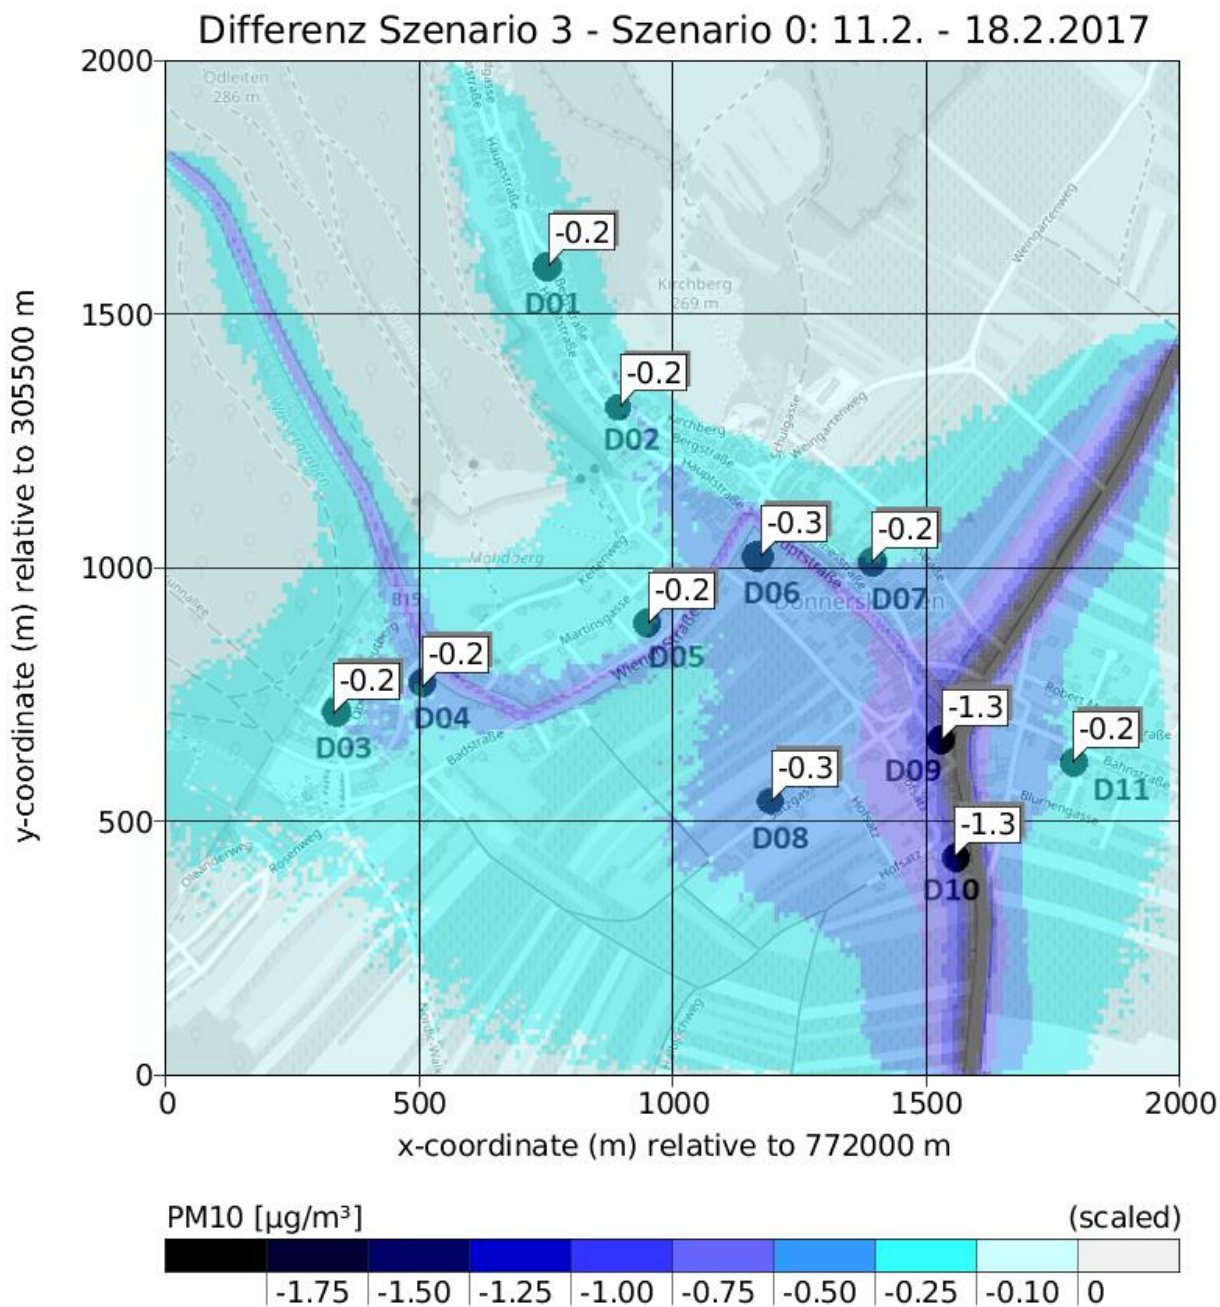 Differenz Szenario 3 - Szenario 0: 11.2. - 18.2.2017
2000
1500
1000
500
0
y-coordinate (m) relative to 305500 m
Ödleiten
286 m
Hauptstraße
Weingartenweg
-0.2
D01
Kirchberg
269 m
-0.2
D02
Kirchberg
Bergstraße
Hauptstraße
Schulgasse
Weingartenweg
Wassergraben
-0.3
D06
-0.2
D07
Hauptstraße
B15
Kettenweg
Martinsgasse
-0.2
D05
Wiener Straße
-0.2
D04
-0.2
D03
Badstraße
-1.3
D09
-0.2
D11
Bahnstraße
Blumengasse
-0.3
D08
Hofsatz
-1.3
D10
Hofsatz
Oleanderweg
Rosenweg
0
500
1000
1500
2000
x-coordinate (m) relative to 772000 m
PM10 [µg/m³]
(scaled)
-1.75
-1.50
-1.25
-1.00
-0.75
-0.50
-0.25
-0.10
0